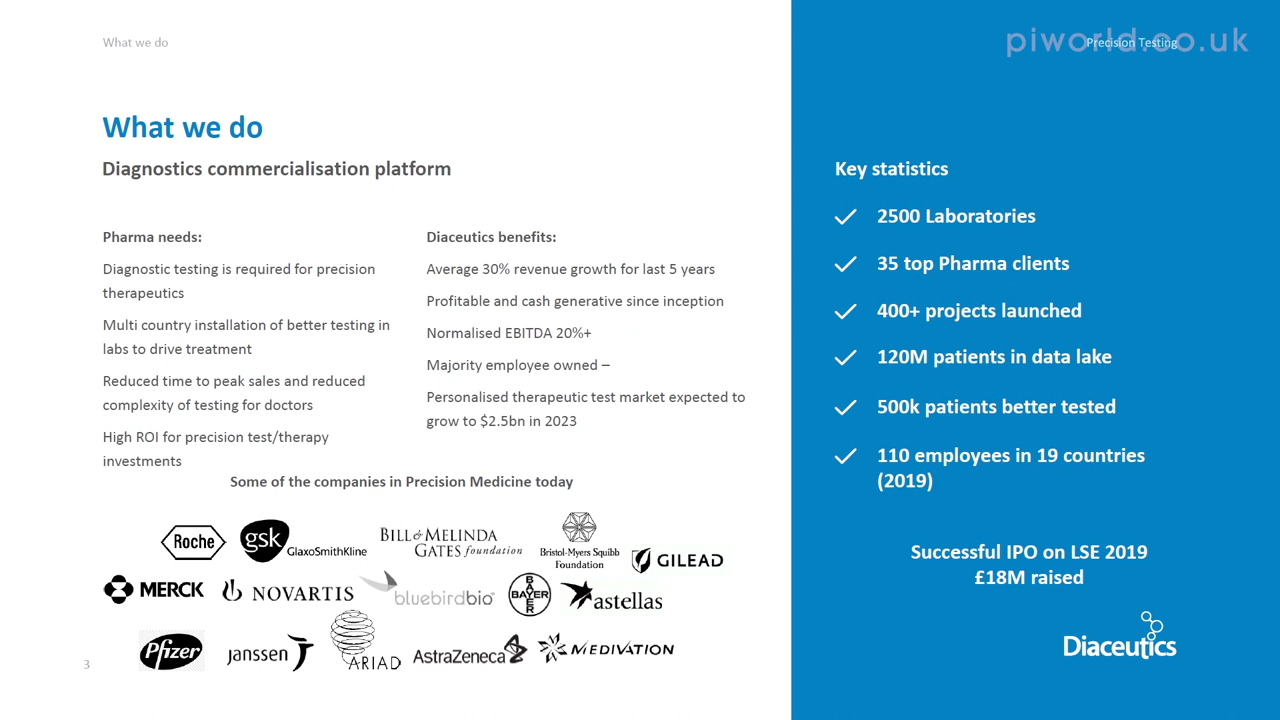 What we do
piworld.co.uk
Precision Testing
What we do
Diagnostics commercialisation platform
Pharma needs:
Diagnostic testing is required for precision
therapeutics
Multi country installation of better testing in
labs to drive treatment
Reduced time to peak sales and reduced
complexity of testing for doctors
High ROI for precision test/therapy
investments
Diaceutics benefits:
Average 30% revenue growth for last 5 years
Profitable and cash generative since inception
Normalised EBITDA 20%+
Majority employee owned –
Personalised therapeutic test market expected to
grow to $2.5bn in 2023
Some of the companies in Precision Medicine today
Roche
gsk
GlaxoSmithKline
BILL & MELINDA
GATES foundation
Bristol-Myers Squibb
Foundation
GILEAD
MERCK
NOVARTIS
bluebirdbio
BAYER
BAYER
astellas
Pfizer
janssen
ARIAD
AstraZeneca
MEDIVATION
3
Key statistics
2500 Laboratories
35 top Pharma clients
400+ projects launched
120M patients in data lake
500k patients better tested
110 employees in 19 countries
(2019)
Successful IPO on LSE 2019
£18M raised
Diaceutics